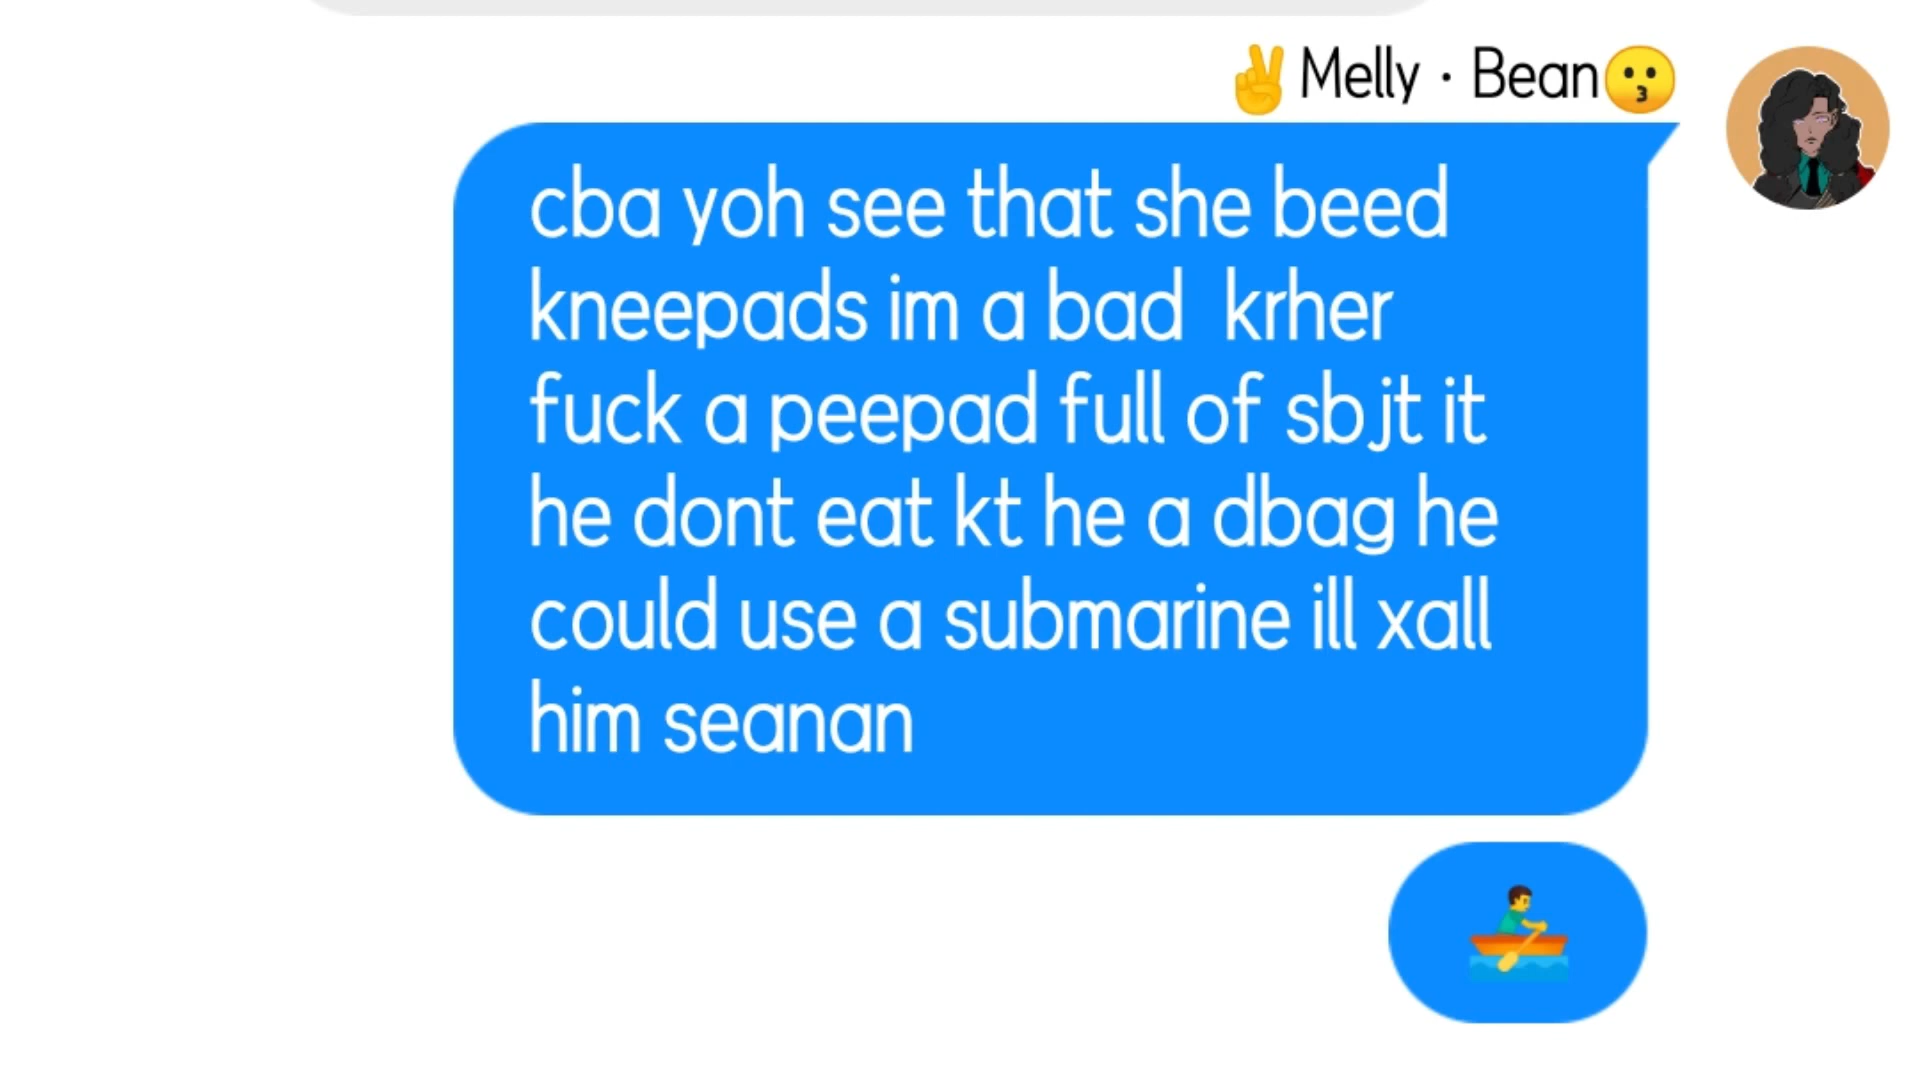 ✌Melly · Bean😗
cba yoh see that she beed
kneepads im a bad  krher
fuck a peepad full of sbjt it
he dont eat kt he a dbag he
could use a submarine ill xall
him seanan
🚣‍♂️